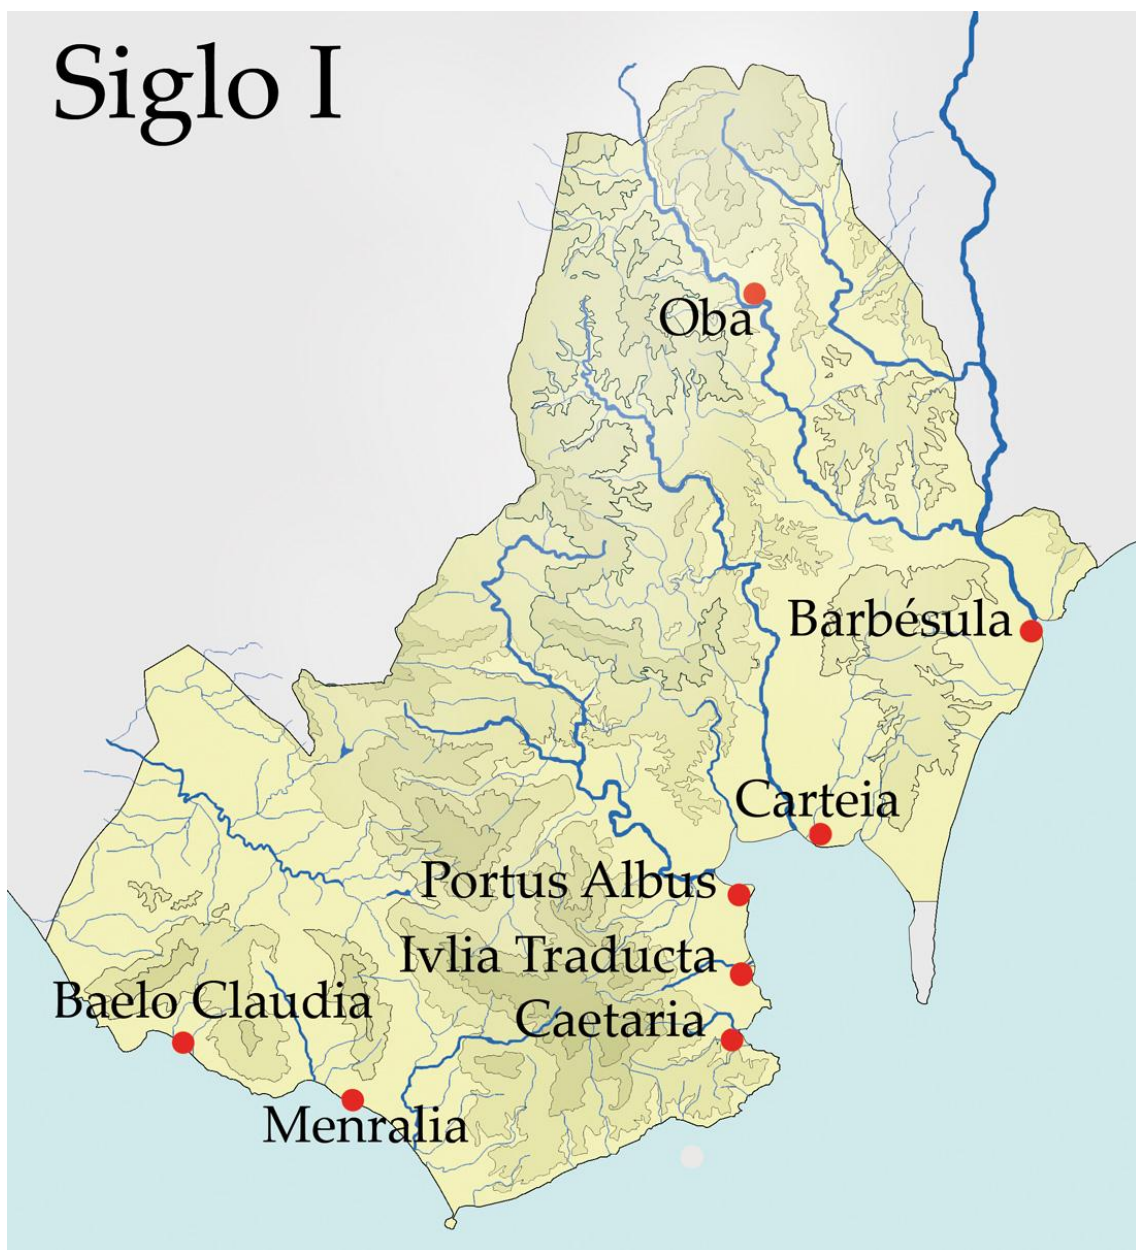 Siglo I
Oba
Barbésula
Carteia
Portus Albus
Ivlia Traducta
Baelo Claudia
Caetaria
Menralia